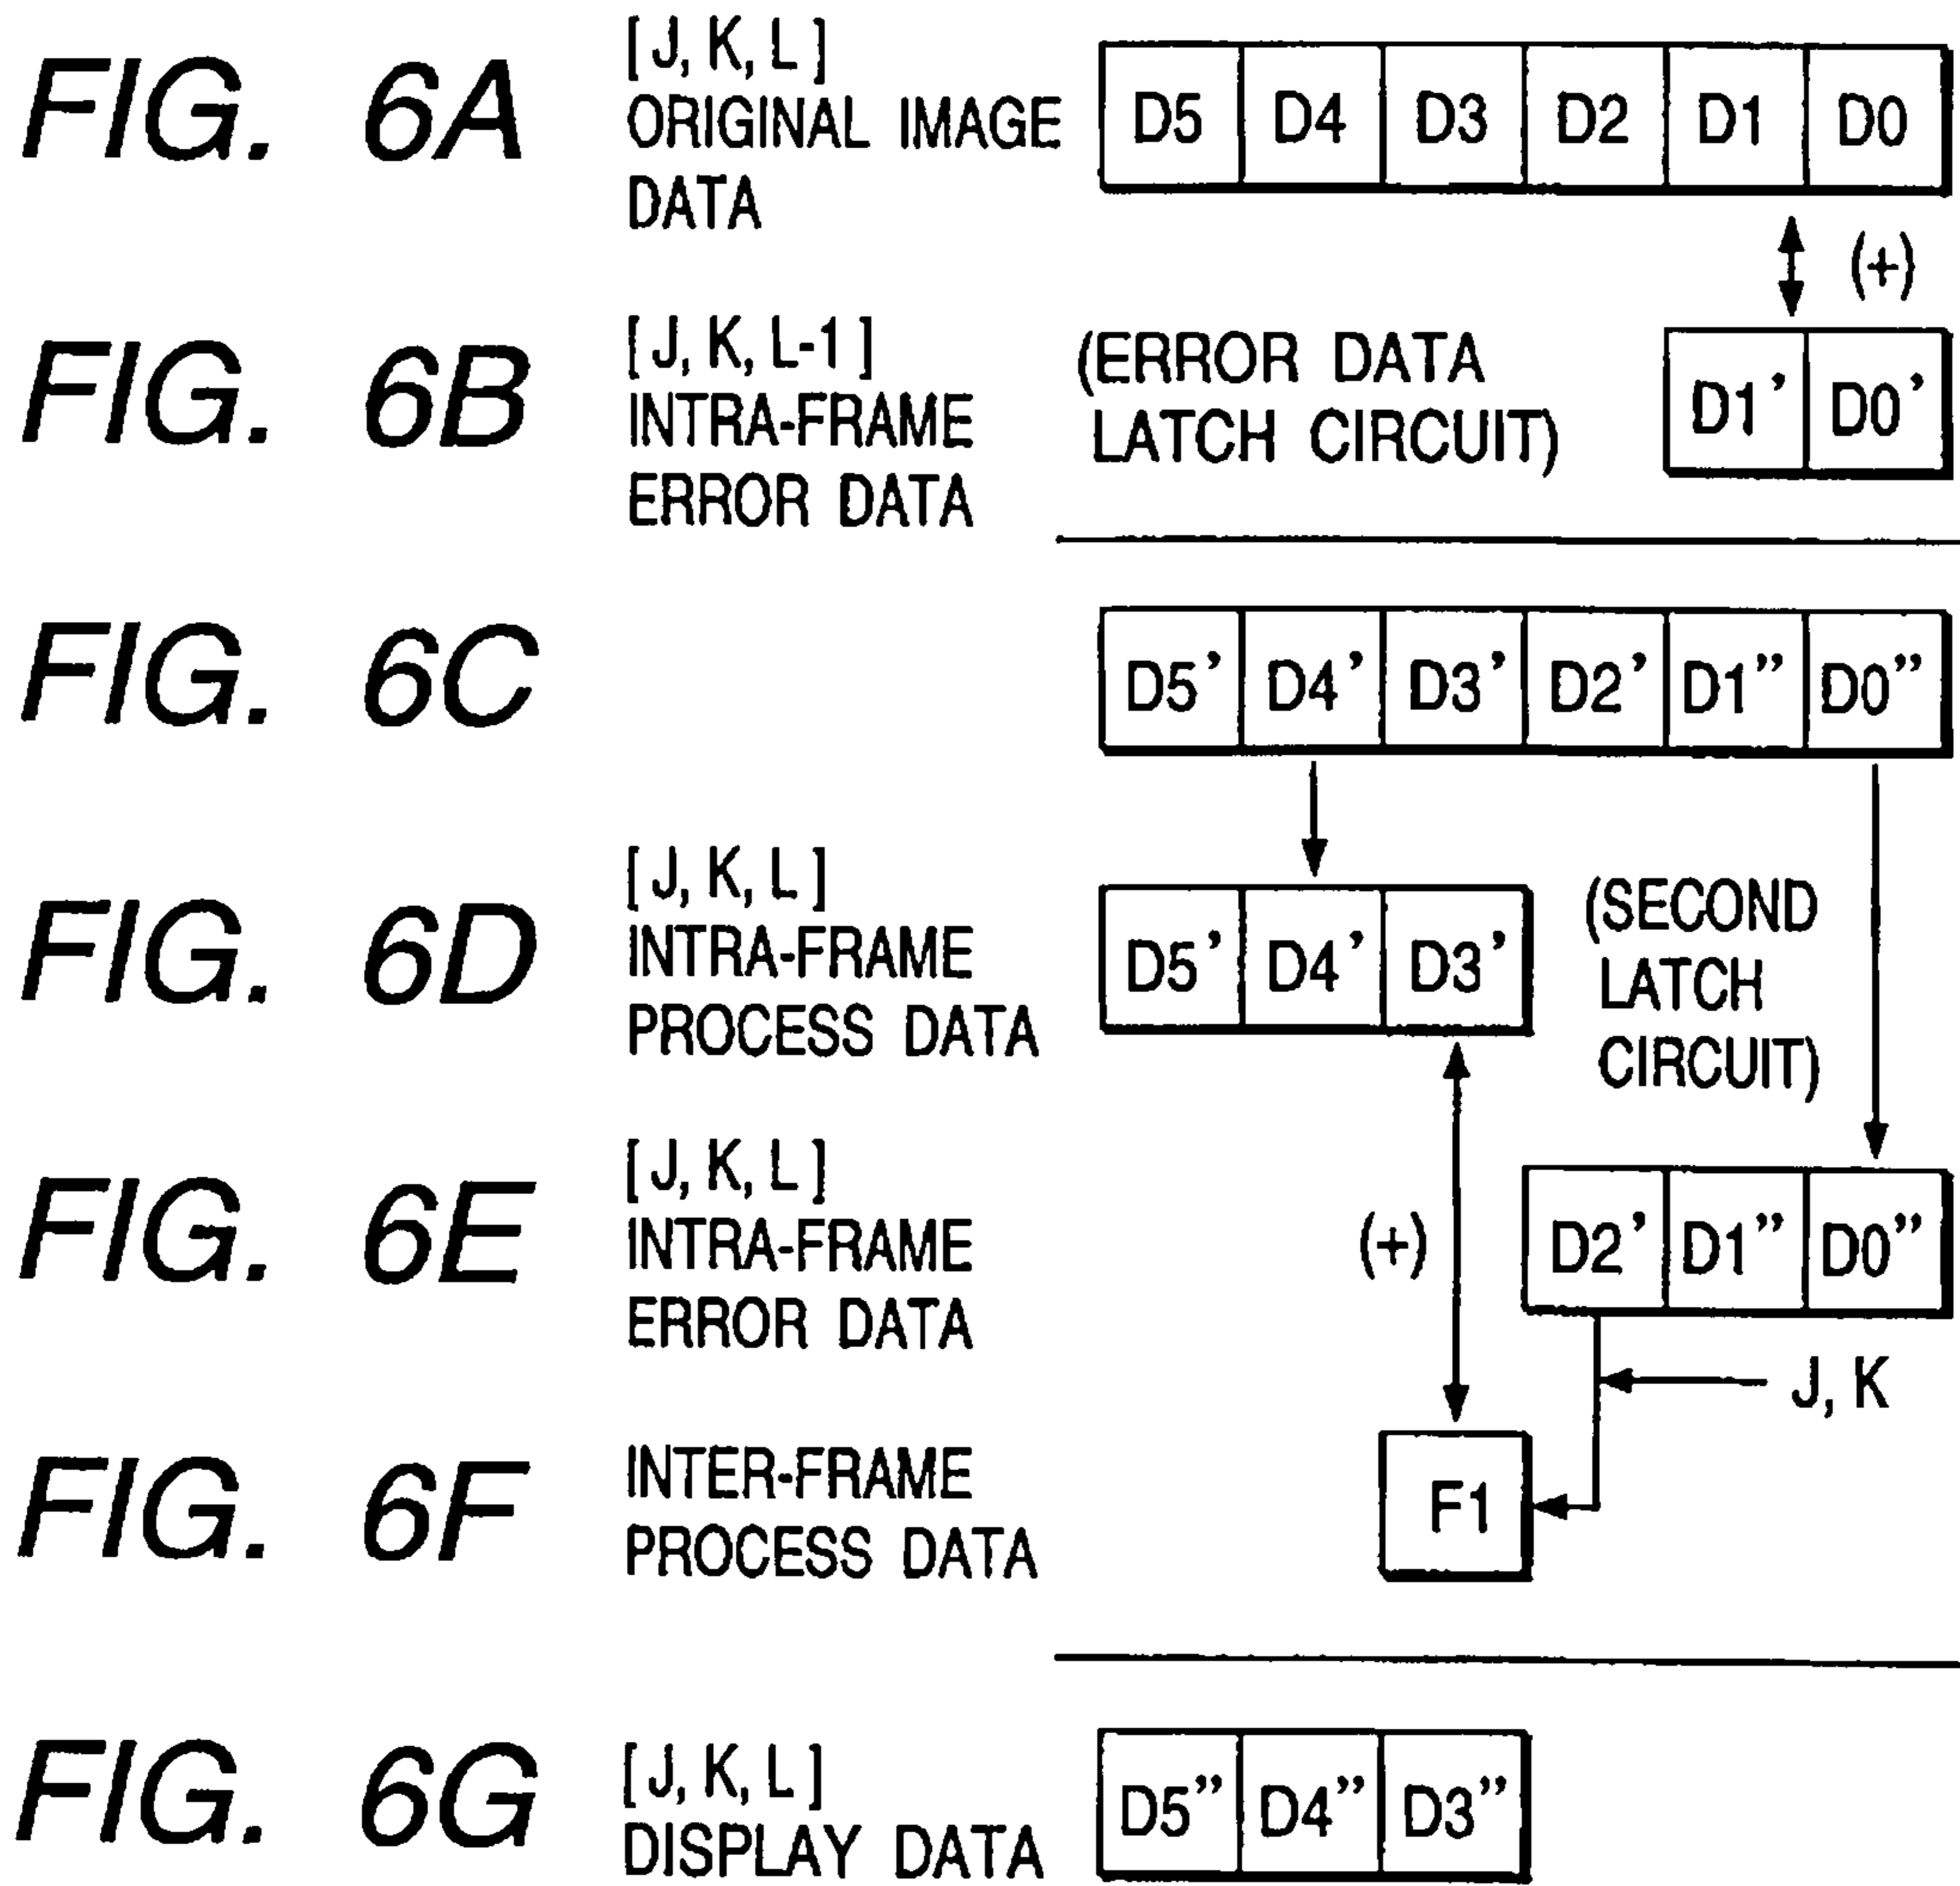 FIG. 6A
[ J, K, L ]
ORIGINAL IMAGE
DATA
D5 D4 D3 D2 D1 D0
(+)
FIG. 6B
[ J, K, L-1 ]
INTRA-FRAME
ERROR DATA
(ERROR DATA
LATCH CIRCUIT)
D1’ D0’
FIG. 6C
D5’ D4’ D3’ D2’ D1” D0”
FIG. 6D
[ J, K, L ]
INTRA-FRAME
PROCESS DATA
D5’ D4’ D3’
(SECOND
LATCH
CIRCUIT)
FIG. 6E
[ J, K, L ]
INTRA-FRAME
ERROR DATA
(+)
D2’ D1” D0”
J, K
FIG. 6F
INTER-FRAME
PROCESS DATA
F1
FIG. 6G
[ J, K, L ]
DISPLAY DATA
D5” D4” D3”